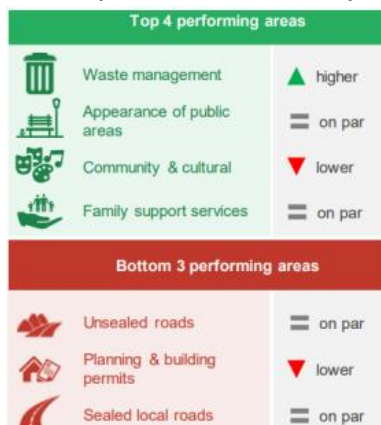 Top 4 performing areas
Waste management
higher
Appearance of public
areas
on par
Community & cultural
lower
Family support services
on par
Bottom 3 performing areas
Unsealed roads
on par
Planning & building
permits
lower
Sealed local roads
on par